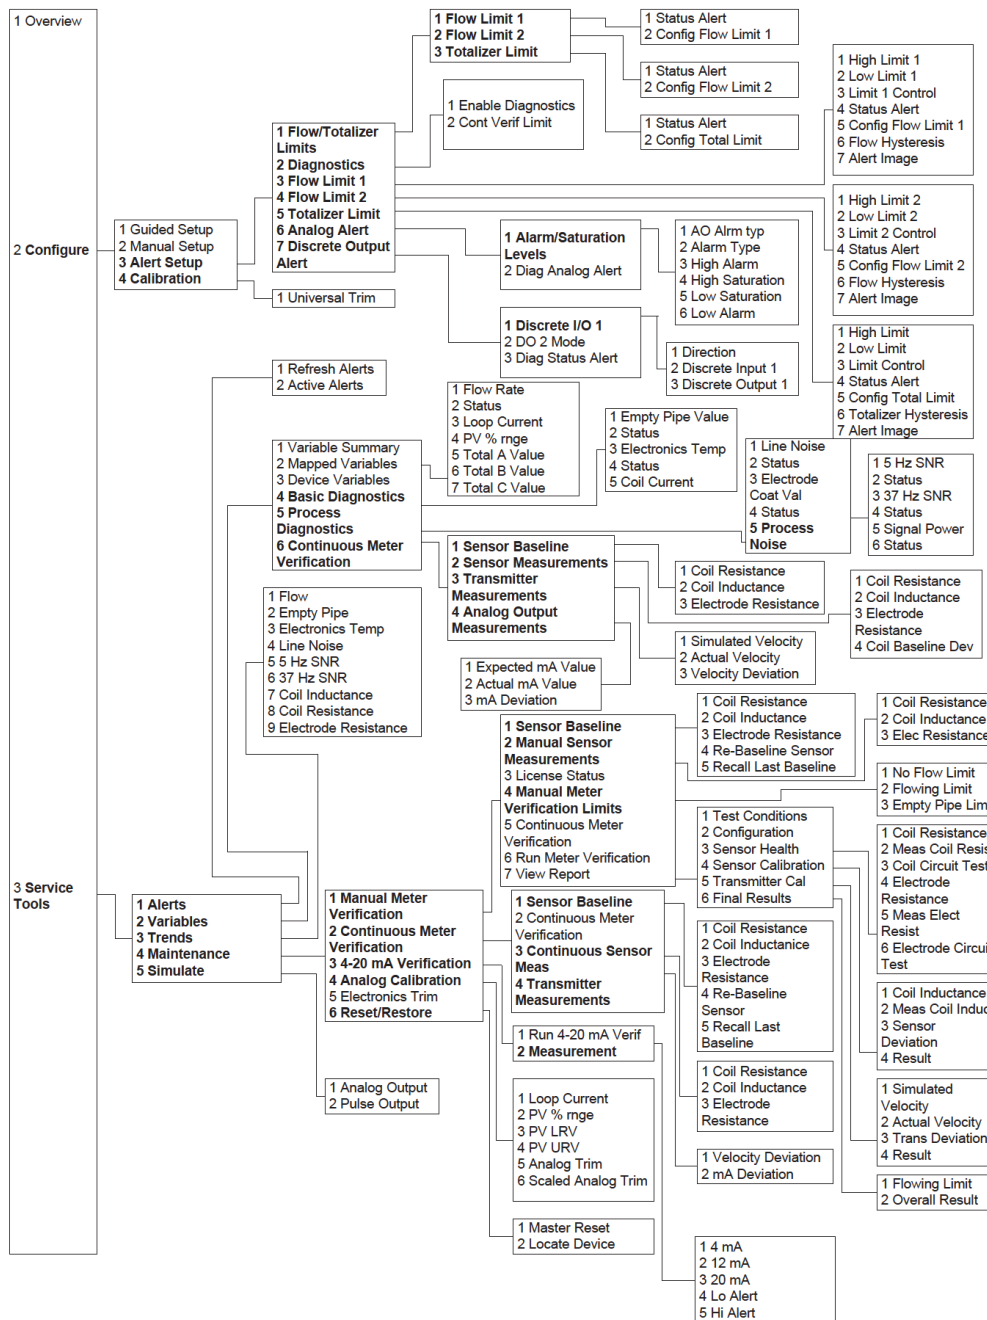 1 Overview
2 Configure
3 Service
Tools
1 Guided Setup
2 Manual Setup
3 Alert Setup
4 Calibration
1 Flow/Totalizer
Limits
2 Diagnostics
3 Flow Limit 1
4 Flow Limit 2
5 Totalizer Limit
6 Analog Alert
7 Discrete Output
Alert
1 Universal Trim
1 Flow Limit 1
2 Flow Limit 2
3 Totalizer Limit
1 Enable Diagnostics
2 Cont Verif Limit
1 Status Alert
2 Config Flow Limit 1
1 Status Alert
2 Config Flow Limit 2
1 Status Alert
2 Config Total Limit
1 High Limit 1
2 Low Limit 1
3 Limit 1 Control
4 Status Alert
5 Config Flow Limit 1
6 Flow Hysteresis
7 Alert Image
1 High Limit 2
2 Low Limit 2
3 Limit 2 Control
4 Status Alert
5 Config Flow Limit 2
6 Flow Hysteresis
7 Alert Image
1 High Limit
2 Low Limit
3 Limit Control
4 Status Alert
5 Config Total Limit
6 Totalizer Hysteresis
7 Alert Image
1 Alarm/Saturation
Levels
2 Diag Analog Alert
1 AO Alrm typ
2 Alarm Type
3 High Alarm
4 High Saturation
5 Low Saturation
6 Low Alarm
1 Discrete I/O 1
2 DO 2 Mode
3 Diag Status Alert
1 Direction
2 Discrete Input 1
3 Discrete Output 1
1 Refresh Alerts
2 Active Alerts
1 Variable Summary
2 Mapped Variables
3 Device Variables
4 Basic Diagnostics
5 Process
Diagnostics
6 Continuous Meter
Verification
1 Flow Rate
2 Status
3 Loop Current
4 PV % rnge
5 Total A Value
6 Total B Value
7 Total C Value
1 Empty Pipe Value
2 Status
3 Electronics Temp
4 Status
5 Coil Current
1 Line Noise
2 Status
3 Electrode
Coat Val
4 Status
5 Process
Noise
1 5 Hz SNR
2 Status
3 37 Hz SNR
4 Status
5 Signal Power
6 Status
1 Sensor Baseline
2 Sensor Measurements
3 Transmitter
Measurements
4 Analog Output
Measurements
1 Coil Resistance
2 Coil Inductance
3 Electrode Resistance
1 Coil Resistance
2 Coil Inductance
3 Electrode
Resistance
4 Coil Baseline Dev
1 Simulated Velocity
2 Actual Velocity
3 Velocity Deviation
1 Expected mA Value
2 Actual mA Value
3 mA Deviation
1 Flow
2 Empty Pipe
3 Electronics Temp
4 Line Noise
5 5 Hz SNR
6 37 Hz SNR
7 Coil Inductance
8 Coil Resistance
9 Electrode Resistance
1 Alerts
2 Variables
3 Trends
4 Maintenance
5 Simulate
1 Manual Meter
Verification
2 Continuous Meter
Verification
3 4-20 mA Verification
4 Analog Calibration
5 Electronics Trim
6 Reset/Restore
1 Analog Output
2 Pulse Output
1 Sensor Baseline
2 Manual Sensor
Measurements
3 License Status
4 Manual Meter
Verification Limits
5 Continuous Meter
Verification
6 Run Meter Verification
7 View Report
1 Coil Resistance
2 Coil Inductance
3 Electrode Resistance
4 Re-Baseline Sensor
5 Recall Last Baseline
1 Coil Resistance
2 Coil Inductance
3 Elec Resistance
1 No Flow Limit
2 Flowing Limit
3 Empty Pipe Lim
1 Test Conditions
2 Configuration
3 Sensor Health
4 Sensor Calibration
5 Transmitter Cal
6 Final Results
1 Coil Resistance
2 Meas Coil Resis
3 Coil Circuit Test
4 Electrode
Resistance
5 Meas Elect
Resist
6 Electrode Circui
Test
1 Coil Inductance
2 Meas Coil Induc
3 Sensor
Deviation
4 Result
1 Simulated
Velocity
2 Actual Velocity
3 Trans Deviation
4 Result
1 Flowing Limit
2 Overall Result
1 Sensor Baseline
2 Continuous Meter
Verification
3 Continuous Sensor
Meas
4 Transmitter
Measurements
1 Coil Resistance
2 Coil Inductanice
3 Electrode
Resistance
4 Re-Baseline
Sensor
5 Recall Last
Baseline
1 Coil Resistance
2 Coil Inductance
3 Electrode
Resistance
1 Velocity Deviation
2 mA Deviation
1 Run 4-20 mA Verif
2 Measurement
1 Loop Current
2 PV % rnge
3 PV LRV
4 PV URV
5 Analog Trim
6 Scaled Analog Trim
1 Master Reset
2 Locate Device
1 4 mA
2 12 mA
3 20 mA
4 Lo Alert
5 Hi Alert